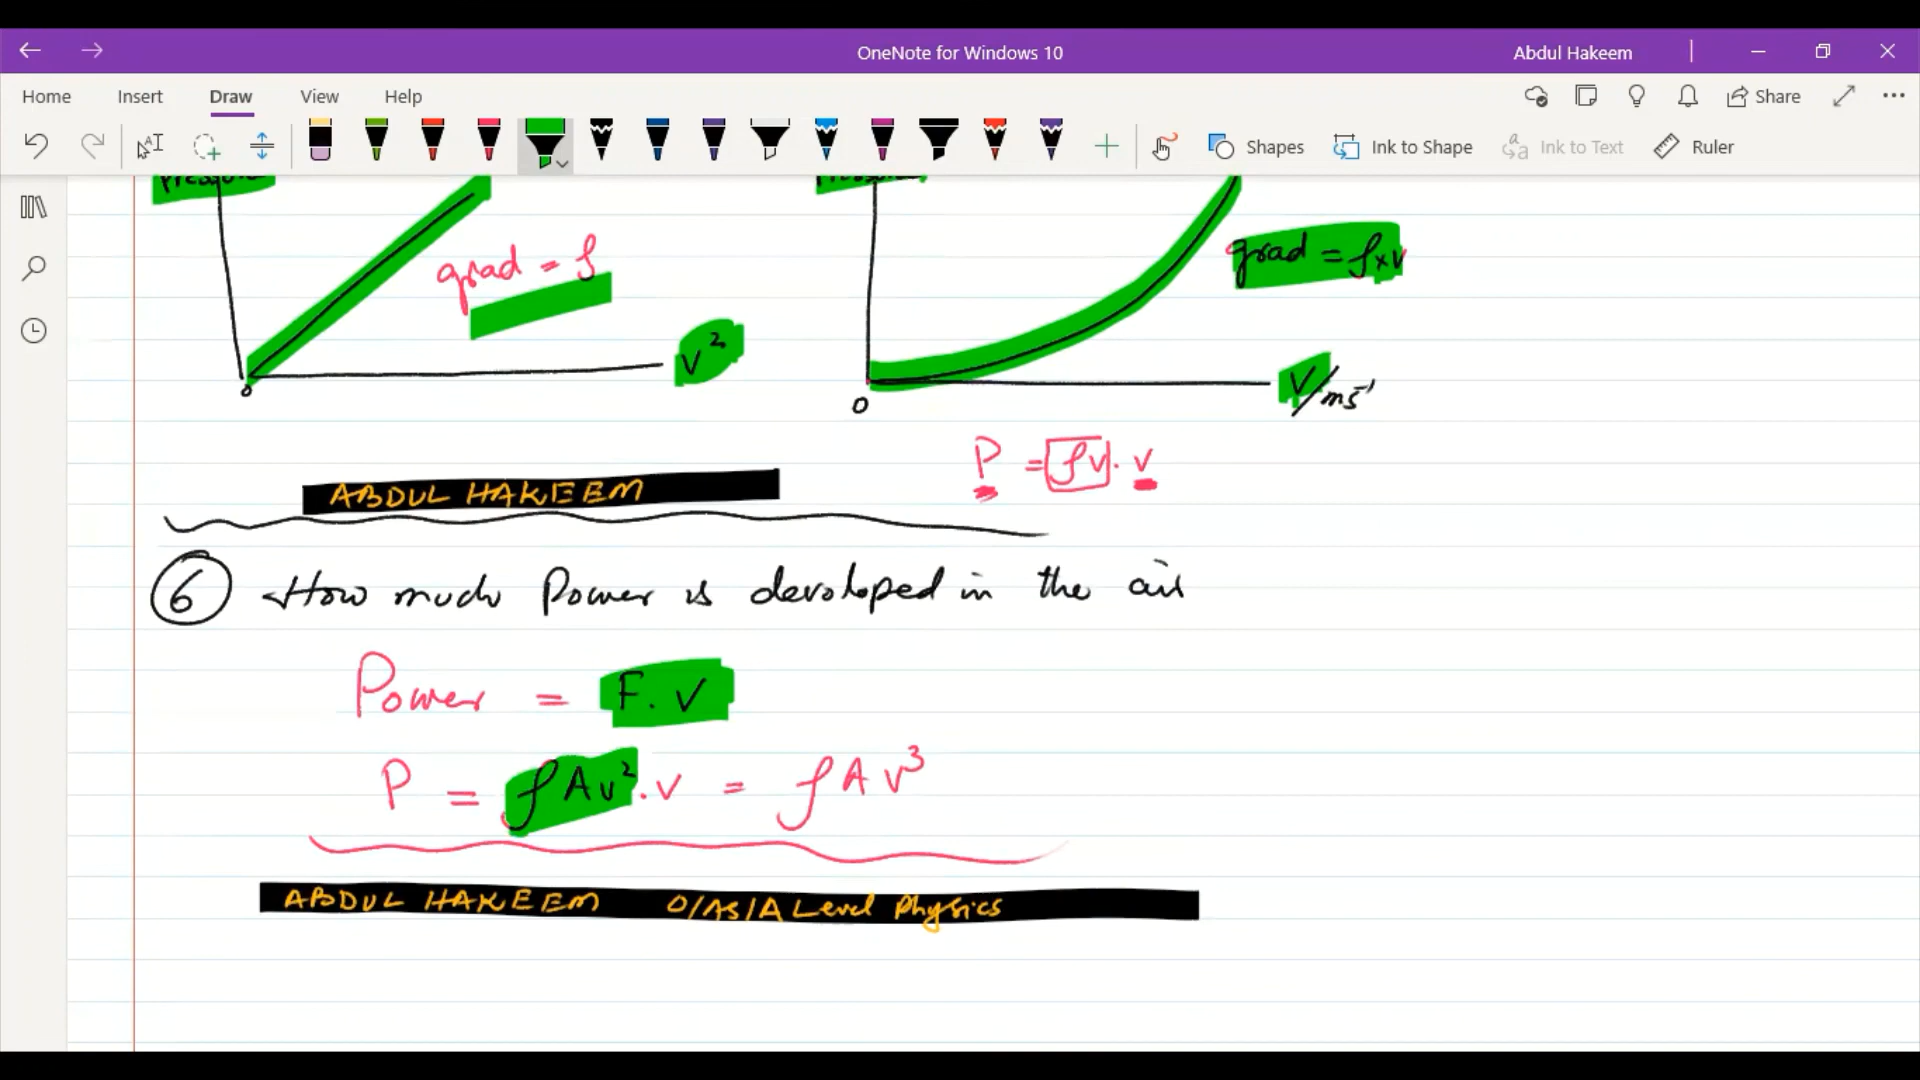 OneNote for Windows 10
Abdul Hakeem
Home Insert Draw View Help
Share
Shapes
Ink to Shape
Ink to Text
Ruler
grad = ρ
V²
0
grad = ρ×v
V/ms⁻¹
0
P = ρv . v
ABDUL HAKEEM
6 How much Power is developed in the air
Power = F. V
P = ρAv² . v = ρAv³
ABDUL HAKEEM O/AS/A Level Physics